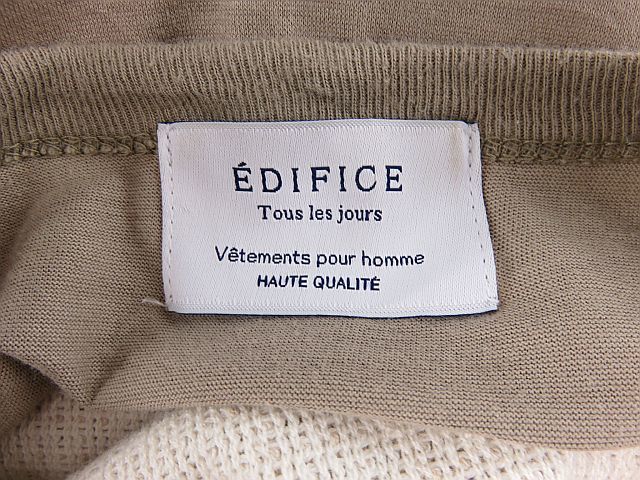 ÉDIFICE
Tous les jours
Vêtements pour homme
HAUTE QUALITÉ